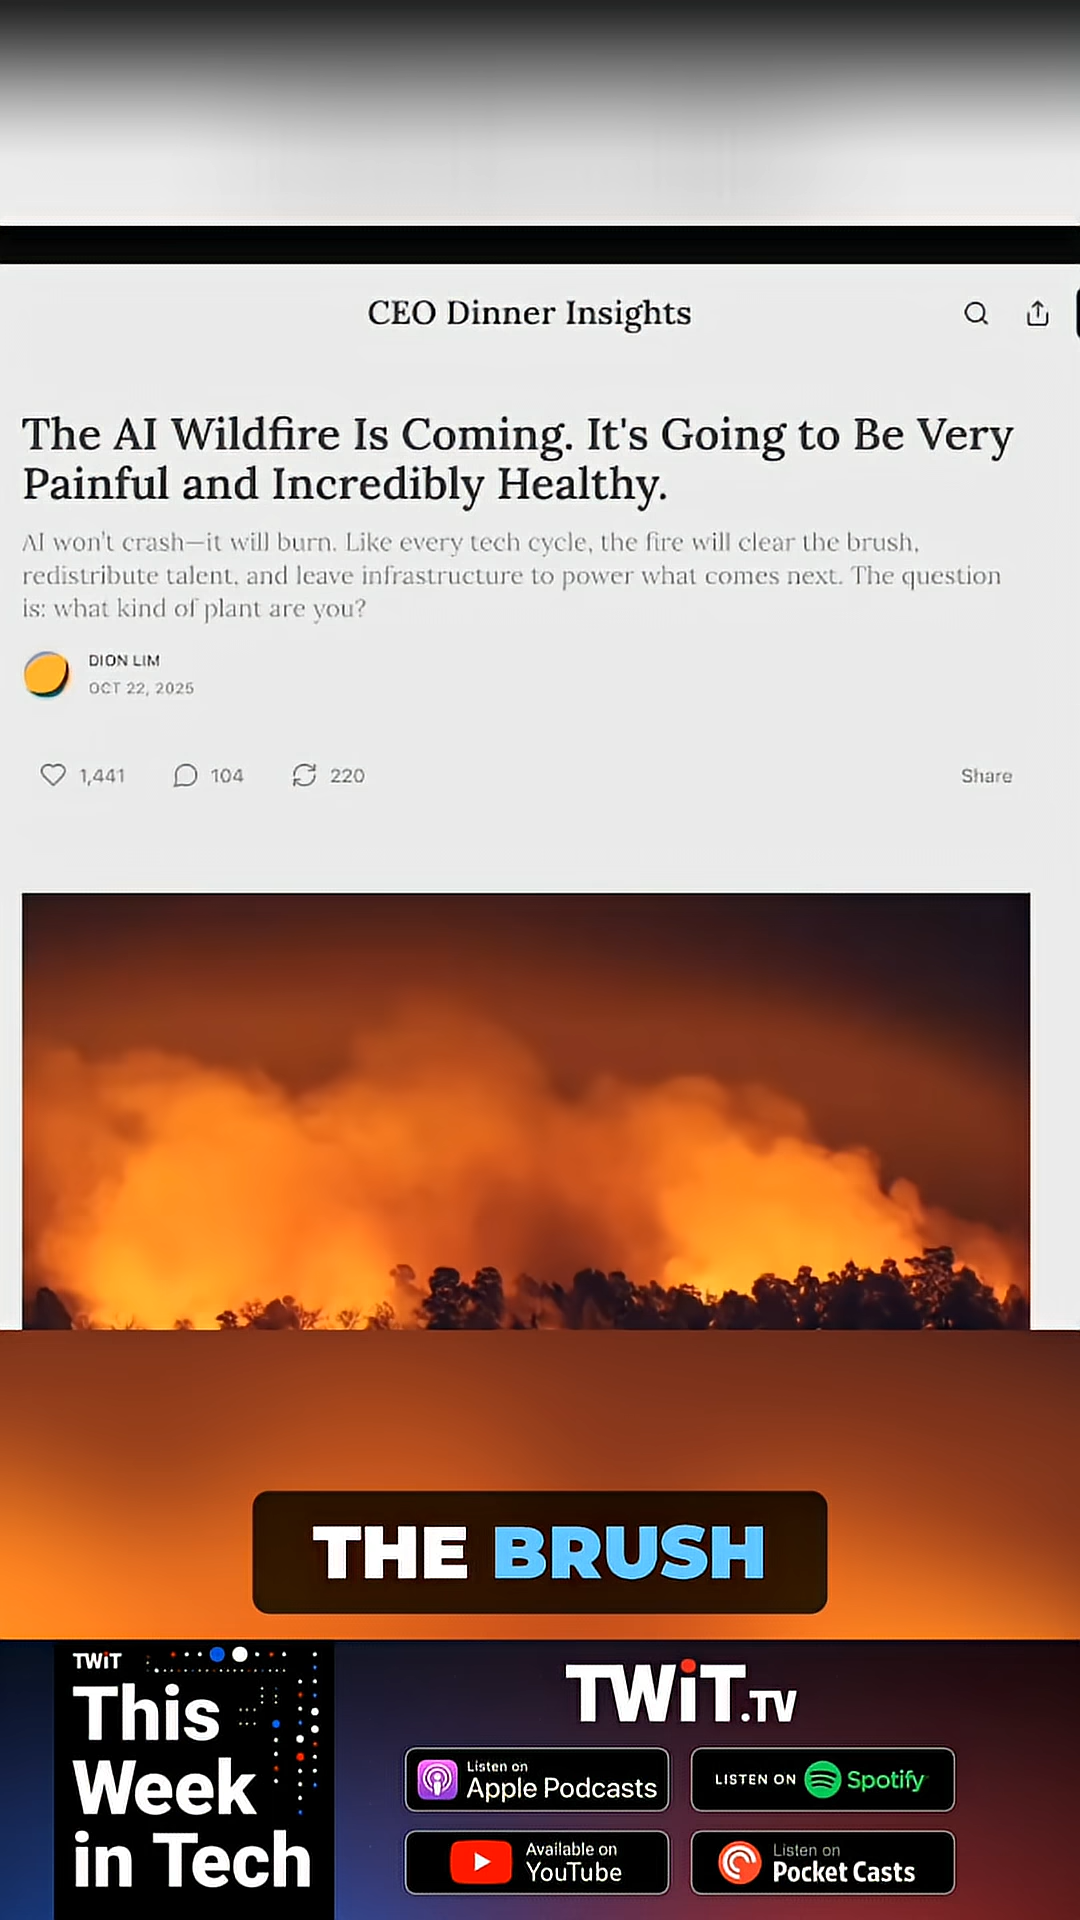 CEO Dinner Insights
The AI Wildfire Is Coming. It's Going to Be Very
Painful and Incredibly Healthy.
AI won't crash—it will burn. Like every tech cycle, the fire will clear the brush,
redistribute talent, and leave infrastructure to power what comes next. The question
is: what kind of plant are you?
DION LIM
OCT 22, 2025
1,441
104
220
Share
THE BRUSH
TWiT
This
Week
in Tech
TWiT.TV
Listen on
Apple Podcasts
LISTEN ON Spotify
Available on
YouTube
Listen on
Pocket Casts